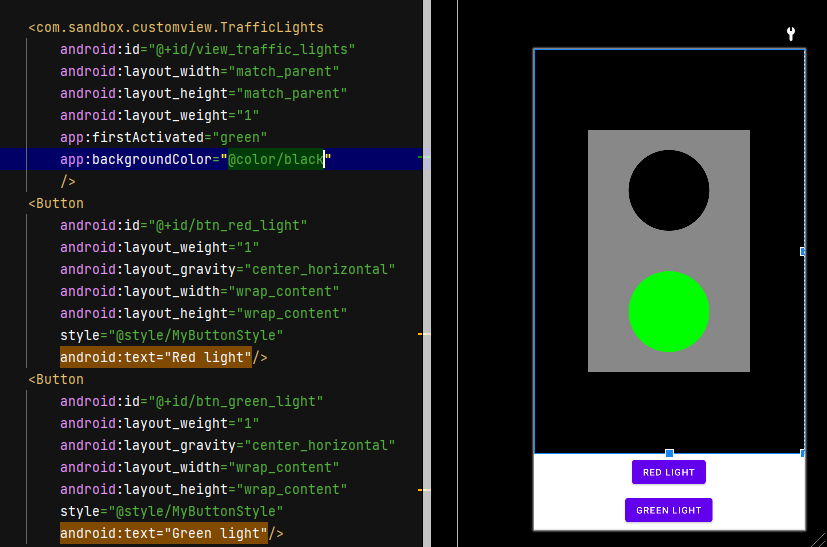 <com.sandbox.customview.TrafficLights
android:id="@+id/view_traffic_lights"
android:layout_width="match_parent"
android:layout_height="match_parent"
android:layout_weight="1"
app:firstActivated="green"
app:backgroundColor="@color/black"
/>
<Button
android:id="@+id/btn_red_light"
android:layout_weight="1"
android:layout_gravity="center_horizontal"
android:layout_width="wrap_content"
android:layout_height="wrap_content"
style="@style/MyButtonStyle"
android:text="Red light"/>
<Button
android:id="@+id/btn_green_light"
android:layout_weight="1"
android:layout_gravity="center_horizontal"
android:layout_width="wrap_content"
android:layout_height="wrap_content"
style="@style/MyButtonStyle"
android:text="Green light"/>
RED LIGHT
GREEN LIGHT